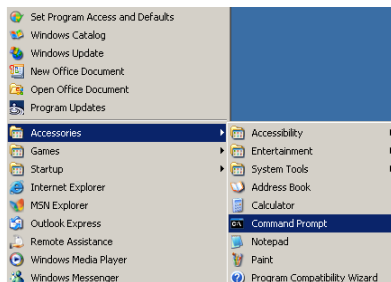 Set Program Access and Defaults
Windows Catalog
Windows Update
New Office Document
Open Office Document
Program Updates
Accessories
Games
Startup
Internet Explorer
MSN Explorer
Outlook Express
Remote Assistance
Windows Media Player
Windows Messenger
Accessibility
Entertainment
System Tools
Address Book
Calculator
Command Prompt
Notepad
Paint
Program Compatibility Wizard